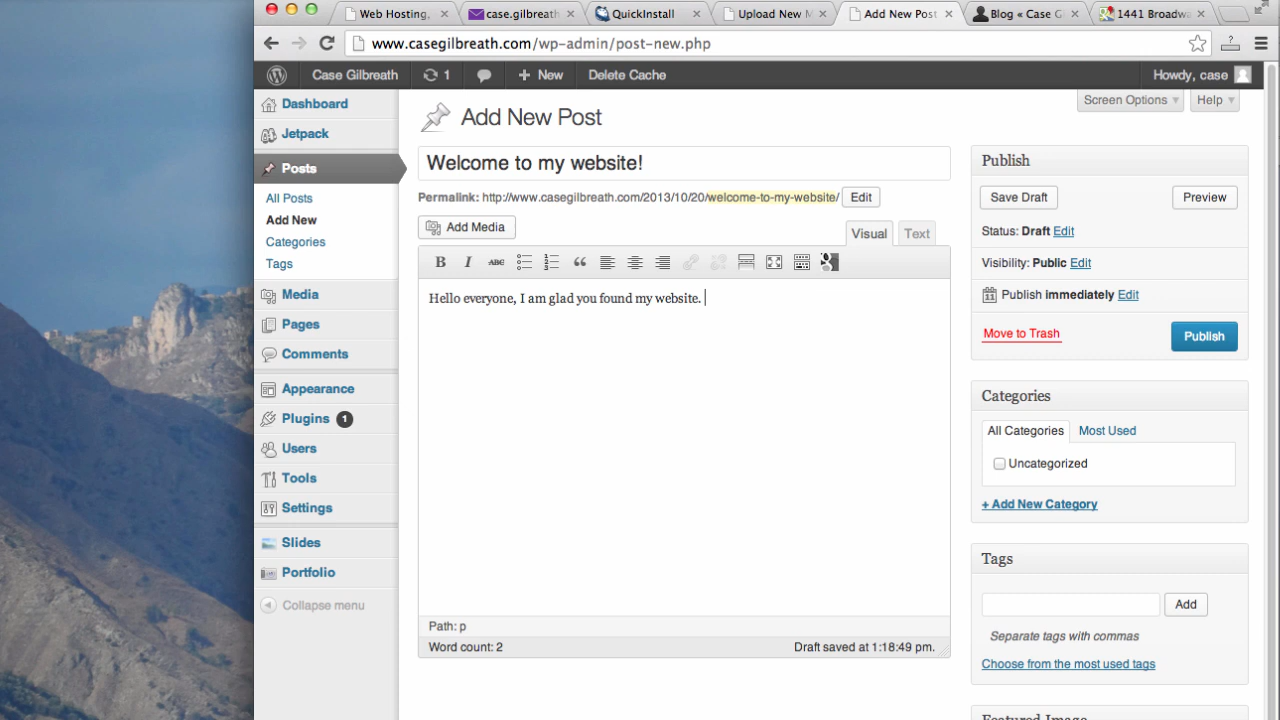 Web Hosting,
case.gilbreath
QuickInstall
Upload New M
Add New Post
Blog « Case G
1441 Broadwa
www.casegilbreath.com/wp-admin/post-new.php
Case Gilbreath
1
New
Delete Cache
Howdy, case
Dashboard
Jetpack
Posts
All Posts
Add New
Categories
Tags
Media
Pages
Comments
Appearance
Plugins 1
Users
Tools
Settings
Slides
Portfolio
Collapse menu
Screen Options
Help
Add New Post
Welcome to my website!
Permalink: http://www.casegilbreath.com/2013/10/20/welcome-to-my-website/ Edit
Add Media
Visual
Text
B I ABC
Hello everyone, I am glad you found my website.
Path: p
Word count: 2
Draft saved at 1:18:49 pm.
Publish
Save Draft
Preview
Status: Draft Edit
Visibility: Public Edit
11 Publish immediately Edit
Move to Trash
Publish
Categories
All Categories
Most Used
Uncategorized
+ Add New Category
Tags
Add
Separate tags with commas
Choose from the most used tags
Featured Image